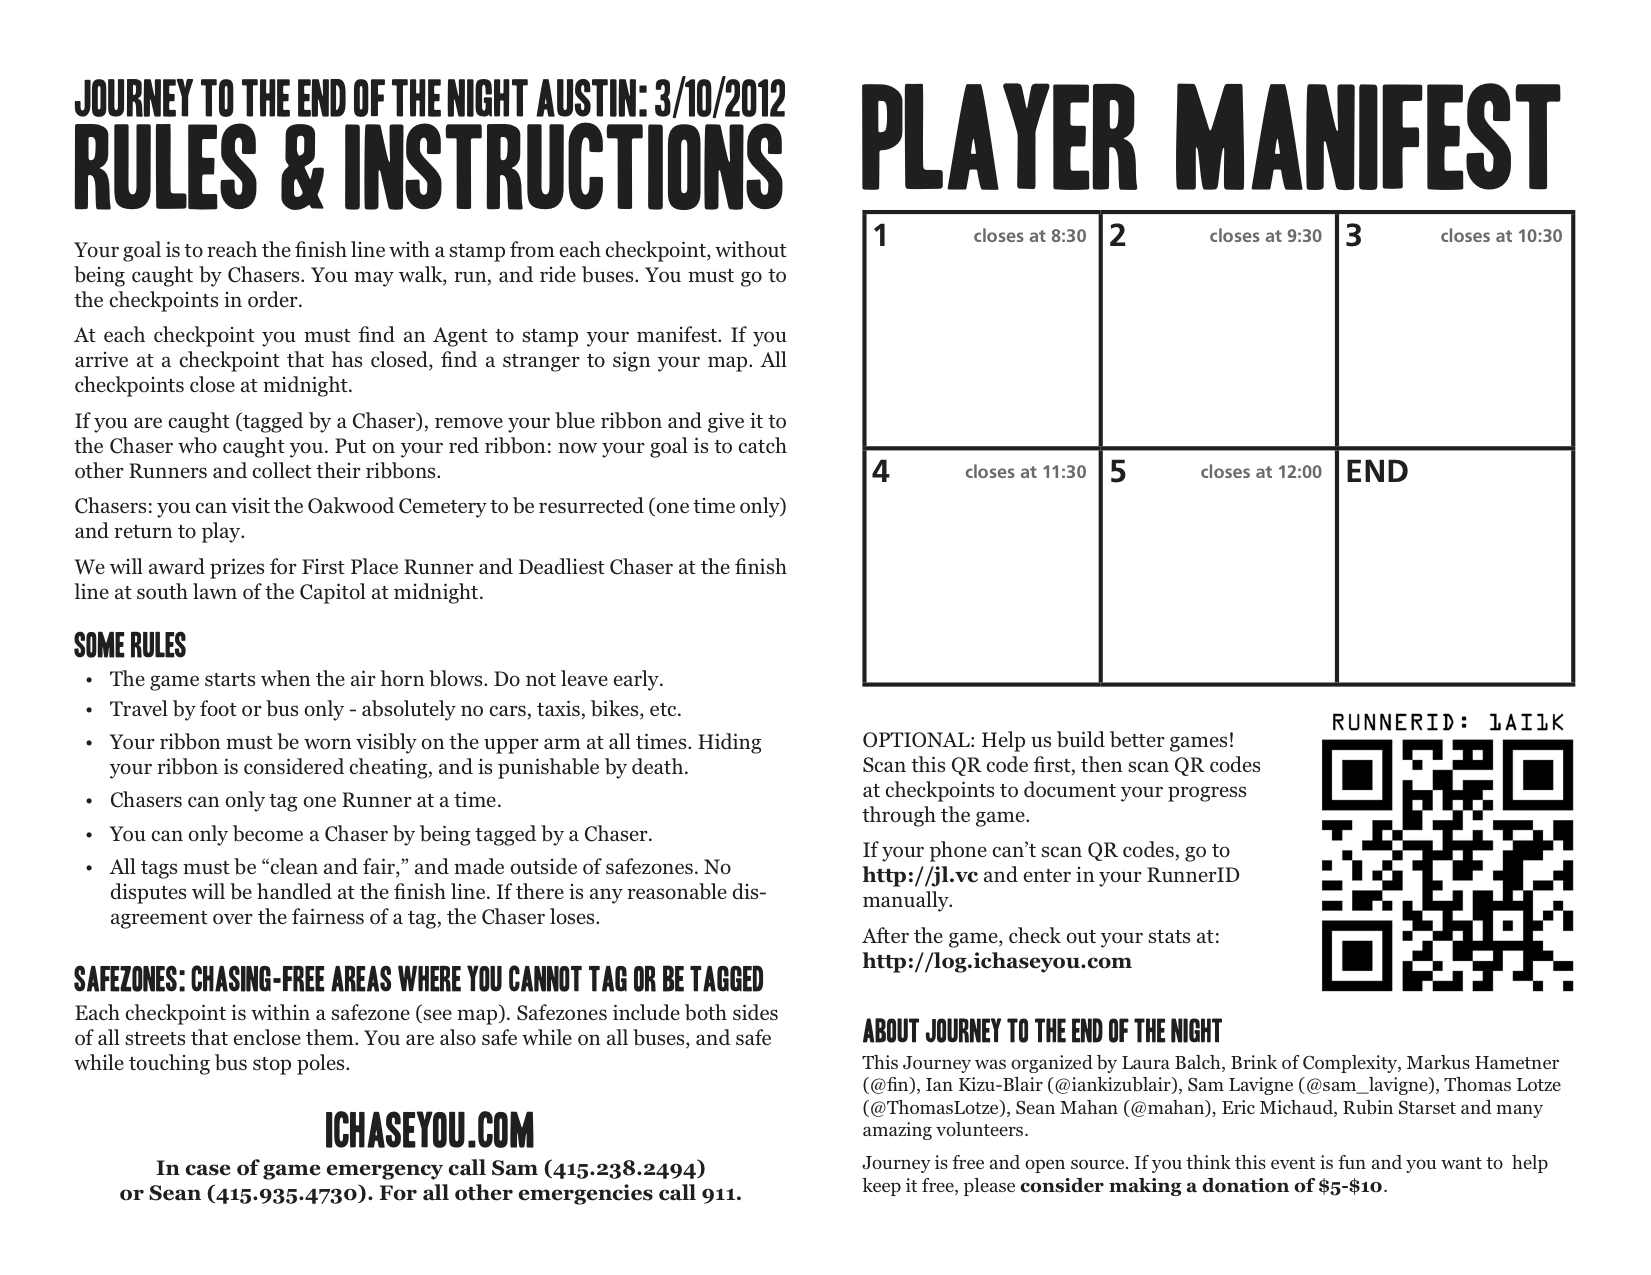 JOURNEY TO THE END OF THE NIGHT AUSTIN: 3/10/2012
RULES & INSTRUCTIONS
Your goal is to reach the finish line with a stamp from each checkpoint, without
being caught by Chasers. You may walk, run, and ride buses. You must go to
the checkpoints in order.
At each checkpoint you must find an Agent to stamp your manifest. If you
arrive at a checkpoint that has closed, find a stranger to sign your map. All
checkpoints close at midnight.
If you are caught (tagged by a Chaser), remove your blue ribbon and give it to
the Chaser who caught you. Put on your red ribbon: now your goal is to catch
other Runners and collect their ribbons.
Chasers: you can visit the Oakwood Cemetery to be resurrected (one time only)
and return to play.
We will award prizes for First Place Runner and Deadliest Chaser at the finish
line at south lawn of the Capitol at midnight.
SOME RULES
• The game starts when the air horn blows. Do not leave early.
• Travel by foot or bus only - absolutely no cars, taxis, bikes, etc.
• Your ribbon must be worn visibly on the upper arm at all times. Hiding
your ribbon is considered cheating, and is punishable by death.
• Chasers can only tag one Runner at a time.
• You can only become a Chaser by being tagged by a Chaser.
• All tags must be “clean and fair,” and made outside of safezones. No
disputes will be handled at the finish line. If there is any reasonable dis-
agreement over the fairness of a tag, the Chaser loses.
SAFEZONES: CHASING-FREE AREAS WHERE YOU CANNOT TAG OR BE TAGGED
Each checkpoint is within a safezone (see map). Safezones include both sides
of all streets that enclose them. You are also safe while on all buses, and safe
while touching bus stop poles.
ICHASEYOU.COM
In case of game emergency call Sam (415.238.2494)
or Sean (415.935.4730). For all other emergencies call 911.
PLAYER MANIFEST
1 closes at 8:30
2 closes at 9:30
3 closes at 10:30
4 closes at 11:30
5 closes at 12:00
END
RUNNERID: 1AI1K
OPTIONAL: Help us build better games!
Scan this QR code first, then scan QR codes
at checkpoints to document your progress
through the game.
If your phone can’t scan QR codes, go to
http://jl.vc and enter in your RunnerID
manually.
After the game, check out your stats at:
http://log.ichaseyou.com
ABOUT JOURNEY TO THE END OF THE NIGHT
This Journey was organized by Laura Balch, Brink of Complexity, Markus Hametner
(@fin), Ian Kizu-Blair (@iankizublair), Sam Lavigne (@sam_lavigne), Thomas Lotze
(@ThomasLotze), Sean Mahan (@mahan), Eric Michaud, Rubin Starset and many
amazing volunteers.
Journey is free and open source. If you think this event is fun and you want to help
keep it free, please consider making a donation of $5-$10.